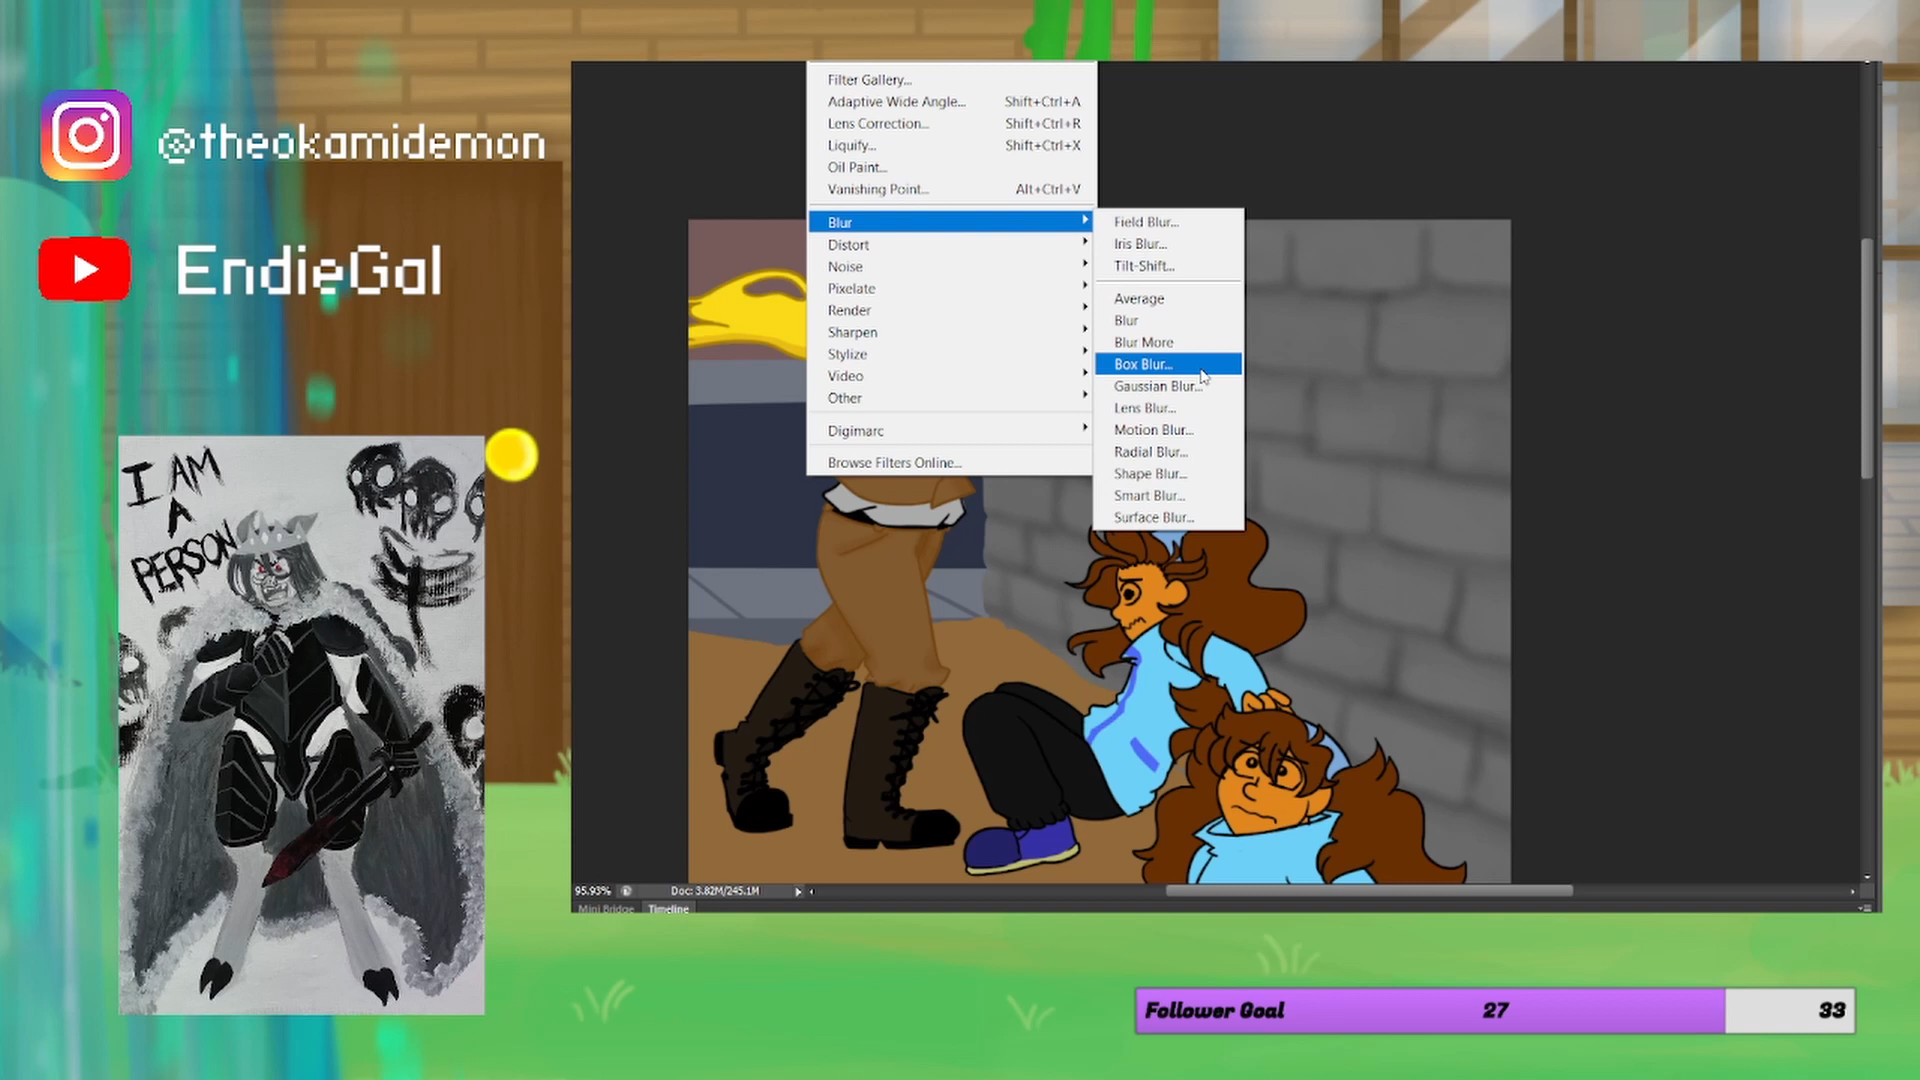 @theokamidemon
EndieGal
I AM
A
PERSON
Filter Gallery...
Adaptive Wide Angle... Shift+Ctrl+A
Lens Correction... Shift+Ctrl+R
Liquify... Shift+Ctrl+X
Oil Paint...
Vanishing Point... Alt+Ctrl+V
Blur
Distort
Noise
Pixelate
Render
Sharpen
Stylize
Video
Other
Digimarc
Browse Filters Online...
Field Blur...
Iris Blur...
Tilt-Shift...
Average
Blur
Blur More
Box Blur...
Gaussian Blur...
Lens Blur...
Motion Blur...
Radial Blur...
Shape Blur...
Smart Blur...
Surface Blur...
95.93% Doc: 3.82M/245.1M
Mini Bridge Timeline
Follower Goal 27 33